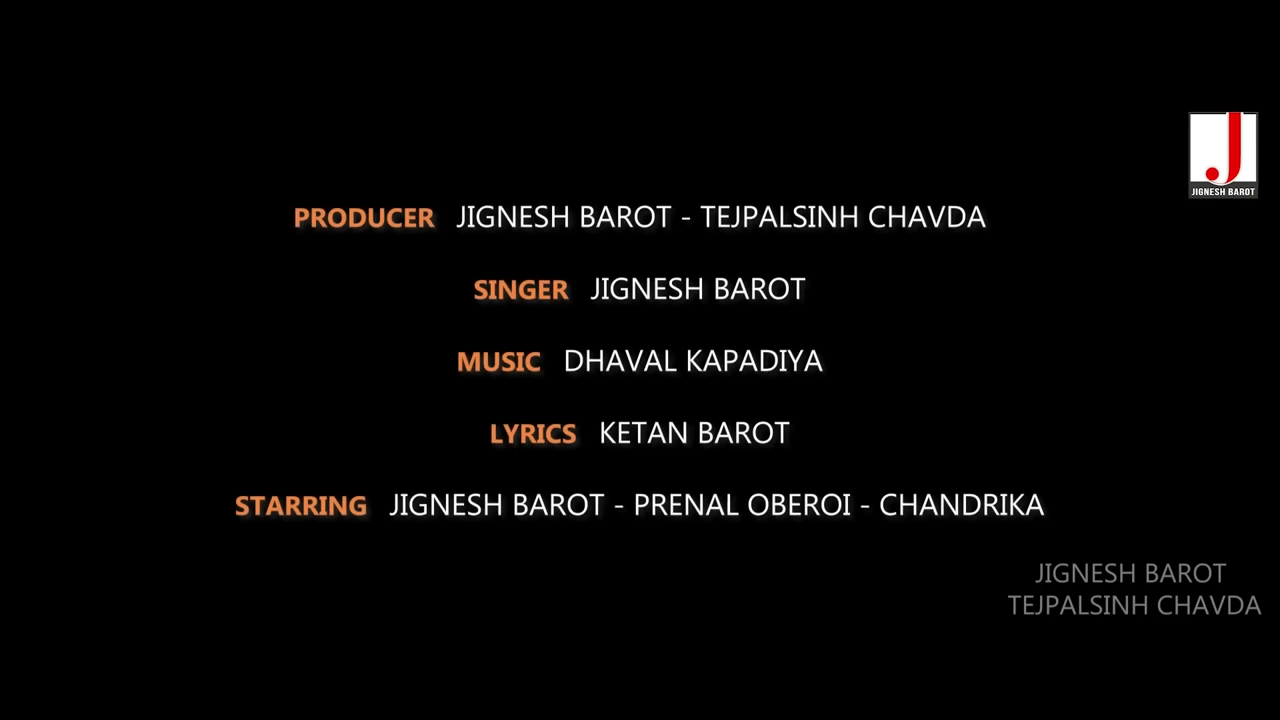 J
JIGNESH BAROT
PRODUCER JIGNESH BAROT - TEJPALSINH CHAVDA
SINGER JIGNESH BAROT
MUSIC DHAVAL KAPADIYA
LYRICS KETAN BAROT
STARRING JIGNESH BAROT - PRENAL OBEROI - CHANDRIKA
JIGNESH BAROT
TEJPALSINH CHAVDA